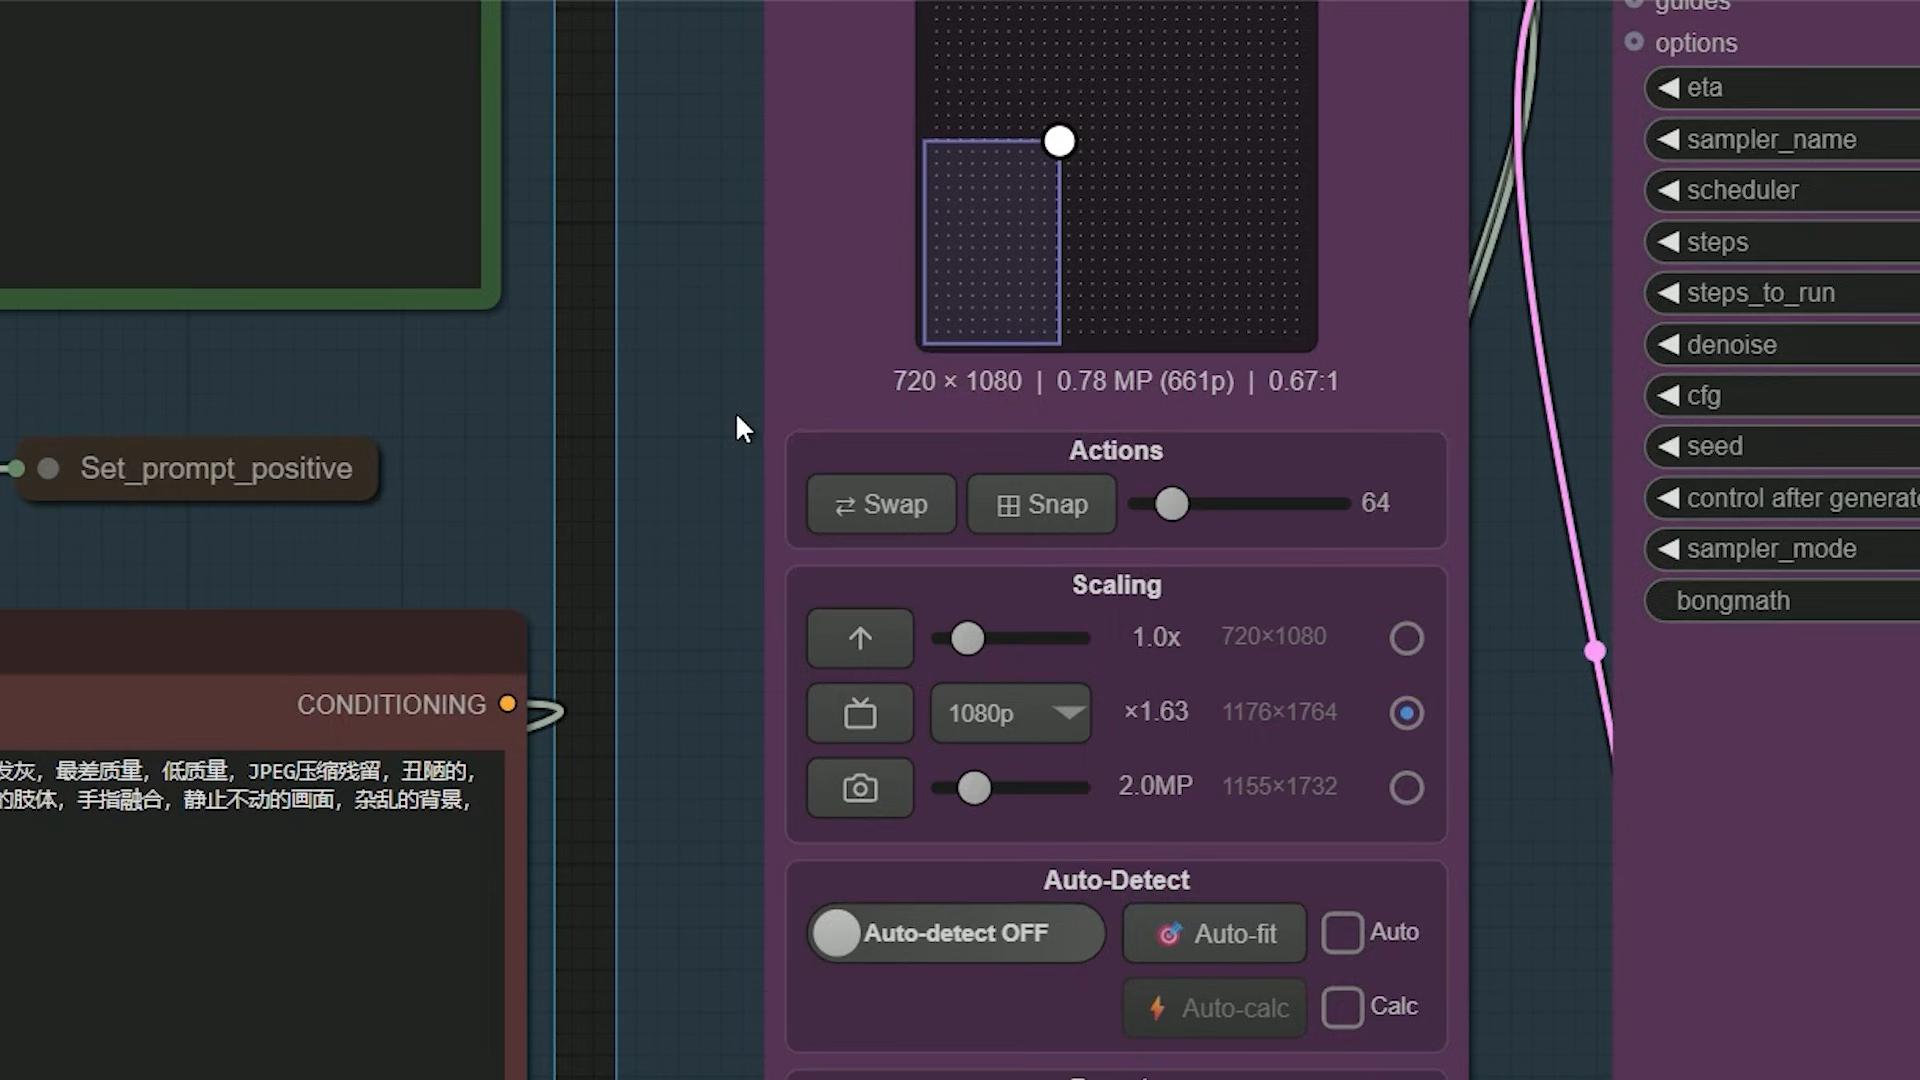 guides
options
eta
sampler_name
scheduler
steps
steps_to_run
denoise
cfg
seed
control after generate
sampler_mode
bongmath
720 × 1080 | 0.78 MP (661p) | 0.67:1
Set_prompt_positive
Actions
Swap
Snap
64
Scaling
1.0x 720×1080
1080p ×1.63 1176×1764
2.0MP 1155×1732
CONDITIONING
发灰，最差质量，低质量，JPEG压缩残留，丑陋的，
的肢体，手指融合，静止不动的画面，杂乱的背景，
Auto-Detect
Auto-detect OFF
Auto-fit
Auto
Auto-calc
Calc